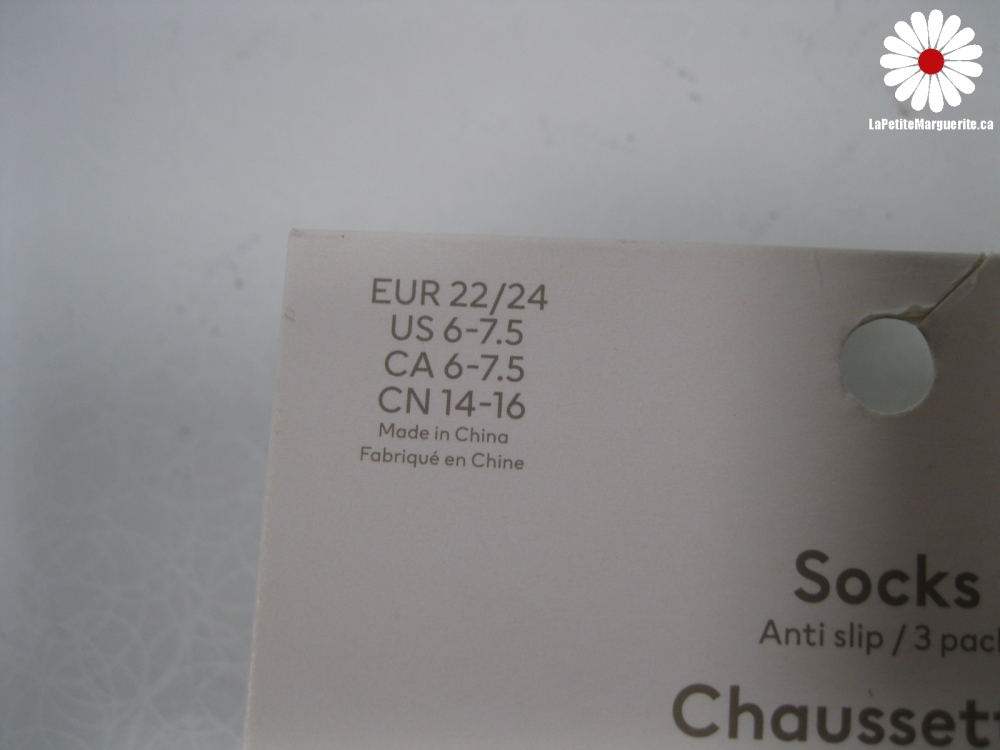 LaPetiteMarguerite.ca
EUR 22/24
US 6-7.5
CA 6-7.5
CN 14-16
Made in China
Fabriqué en Chine
Socks
Anti slip / 3